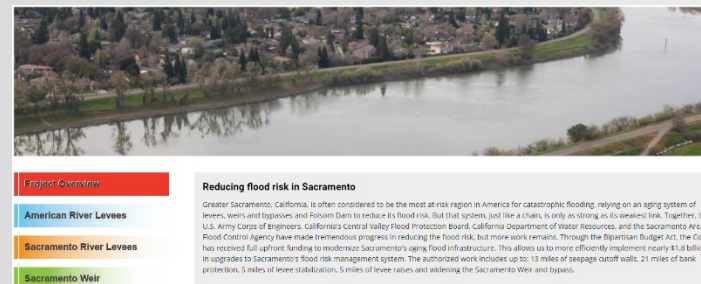 Project Overview
American River Levees
Sacramento River Levees
Sacramento Weir
Reducing flood risk in Sacramento
Greater Sacramento, California, is often considered to be the most at-risk region in America for catastrophic flooding, relying on an aging system of
levees, weirs and bypasses and Folsom Dam to reduce its flood risk. But that system, just like a chain, is only as strong as its weakest link. Together,
U.S. Army Corps of Engineers, California's Central Valley Flood Protection Board, California Department of Water Resources, and the Sacramento Are
Flood Control Agency have made tremendous progress in reducing the flood risk, but more work remains. Through the Bipartisan Budget Act, the Co
has received full upfront funding to modernize Sacramento's aging flood infrastructure. This allows us to more efficiently implement nearly $1.8 billi
in upgrades to Sacramento's flood risk management system. The authorized work includes up to: 13 miles of seepage cutoff walls, 21 miles of bank
protection, 5 miles of levee stabilization, 5 miles of levee raises and widening the Sacramento Weir and bypass.